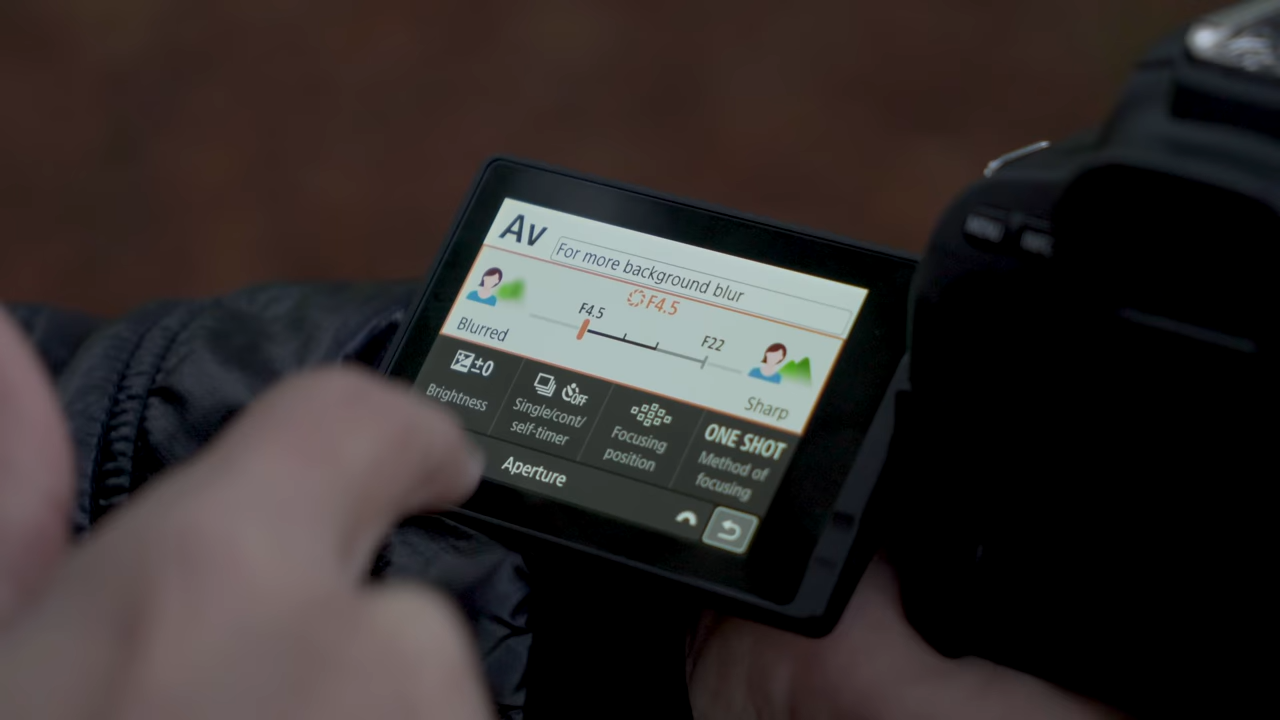 Av
For more background blur
F4.5
F4.5
F22
Blurred
Sharp
±0
OFF
ONE SHOT
Brightness
Single/cont/
self-timer
Focusing
position
Method of
focusing
Aperture